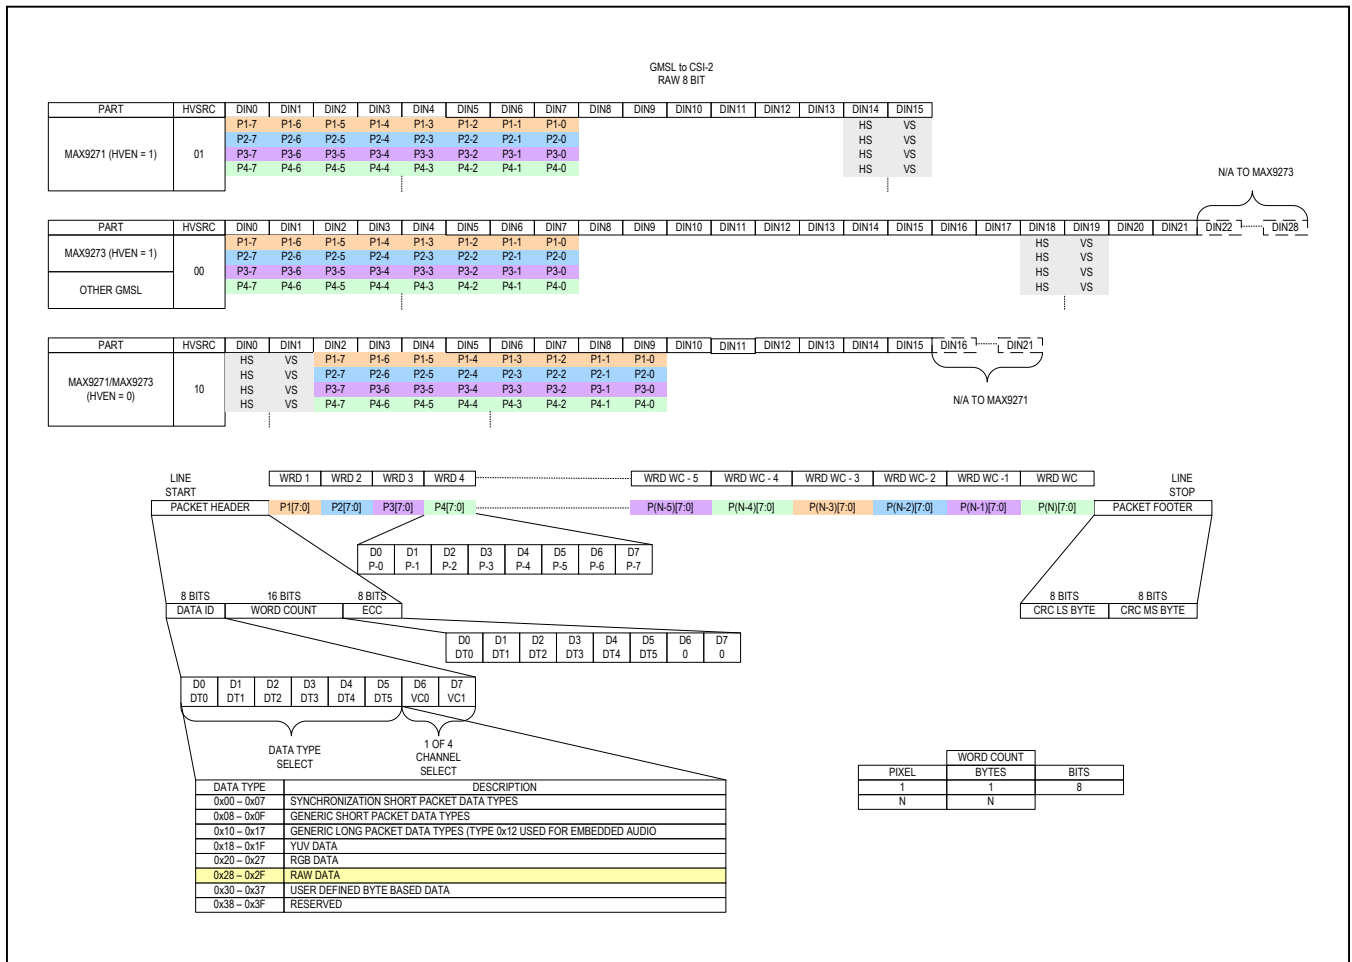 GMSL to CSI-2
RAW 8 BIT
PART HVSRC DIN0 DIN1 DIN2 DIN3 DIN4 DIN5 DIN6 DIN7 DIN8 DIN9 DIN10 DIN11 DIN12 DIN13 DIN14 DIN15
P1-7 P1-6 P1-5 P1-4 P1-3 P1-2 P1-1 P1-0 HS VS
P2-7 P2-6 P2-5 P2-4 P2-3 P2-2 P2-1 P2-0 HS VS
MAX9271 (HVEN = 1) 01 P3-7 P3-6 P3-5 P3-4 P3-3 P3-2 P3-1 P3-0 HS VS
P4-7 P4-6 P4-5 P4-4 P4-3 P4-2 P4-1 P4-0 HS VS
N/A TO MAX9273
PART HVSRC DIN0 DIN1 DIN2 DIN3 DIN4 DIN5 DIN6 DIN7 DIN8 DIN9 DIN10 DIN11 DIN12 DIN13 DIN14 DIN15 DIN16 DIN17 DIN18 DIN19 DIN20 DIN21 DIN22 DIN28
P1-7 P1-6 P1-5 P1-4 P1-3 P1-2 P1-1 P1-0 HS VS
MAX9273 (HVEN = 1) P2-7 P2-6 P2-5 P2-4 P2-3 P2-2 P2-1 P2-0 HS VS
00 P3-7 P3-6 P3-5 P3-4 P3-3 P3-2 P3-1 P3-0 HS VS
OTHER GMSL P4-7 P4-6 P4-5 P4-4 P4-3 P4-2 P4-1 P4-0 HS VS
PART HVSRC DIN0 DIN1 DIN2 DIN3 DIN4 DIN5 DIN6 DIN7 DIN8 DIN9 DIN10 DIN11 DIN12 DIN13 DIN14 DIN15 DIN16 DIN21
HS VS P1-7 P1-6 P1-5 P1-4 P1-3 P1-2 P1-1 P1-0
HS VS P2-7 P2-6 P2-5 P2-4 P2-3 P2-2 P2-1 P2-0
MAX9271/MAX9273
(HVEN = 0)
10 HS VS P3-7 P3-6 P3-5 P3-4 P3-3 P3-2 P3-1 P3-0
HS VS P4-7 P4-6 P4-5 P4-4 P4-3 P4-2 P4-1 P4-0
N/A TO MAX9271
LINE
START
WRD 1 WRD 2 WRD 3 WRD 4 WRD WC - 5 WRD WC - 4 WRD WC - 3 WRD WC- 2 WRD WC -1 WRD WC
LINE
STOP
PACKET HEADER P1[7:0] P2[7:0] P3[7:0] P4[7:0] P(N-5)[7:0] P(N-4)[7:0] P(N-3)[7:0] P(N-2)[7:0] P(N-1)[7:0] P(N)[7:0] PACKET FOOTER
D0 D1 D2 D3 D4 D5 D6 D7
P-0 P-1 P-2 P-3 P-4 P-5 P-6 P-7
8 BITS 16 BITS 8 BITS
DATA ID WORD COUNT ECC
8 BITS 8 BITS
CRC LS BYTE CRC MS BYTE
D0 D1 D2 D3 D4 D5 D6 D7
DT0 DT1 DT2 DT3 DT4 DT5 0 0
D0 D1 D2 D3 D4 D5 D6 D7
DT0 DT1 DT2 DT3 DT4 DT5 VC0 VC1
DATA TYPE
SELECT
1 OF 4
CHANNEL
SELECT
DATA TYPE DESCRIPTION
0x00 – 0x07 SYNCHRONIZATION SHORT PACKET DATA TYPES
0x08 – 0x0F GENERIC SHORT PACKET DATA TYPES
0x10 – 0x17 GENERIC LONG PACKET DATA TYPES (TYPE 0x12 USED FOR EMBEDDED AUDIO
0x18 – 0x1F YUV DATA
0x20 – 0x27 RGB DATA
0x28 – 0x2F RAW DATA
0x30 – 0x37 USER DEFINED BYTE BASED DATA
0x38 – 0x3F RESERVED
WORD COUNT
PIXEL BYTES BITS
1 1 8
N N